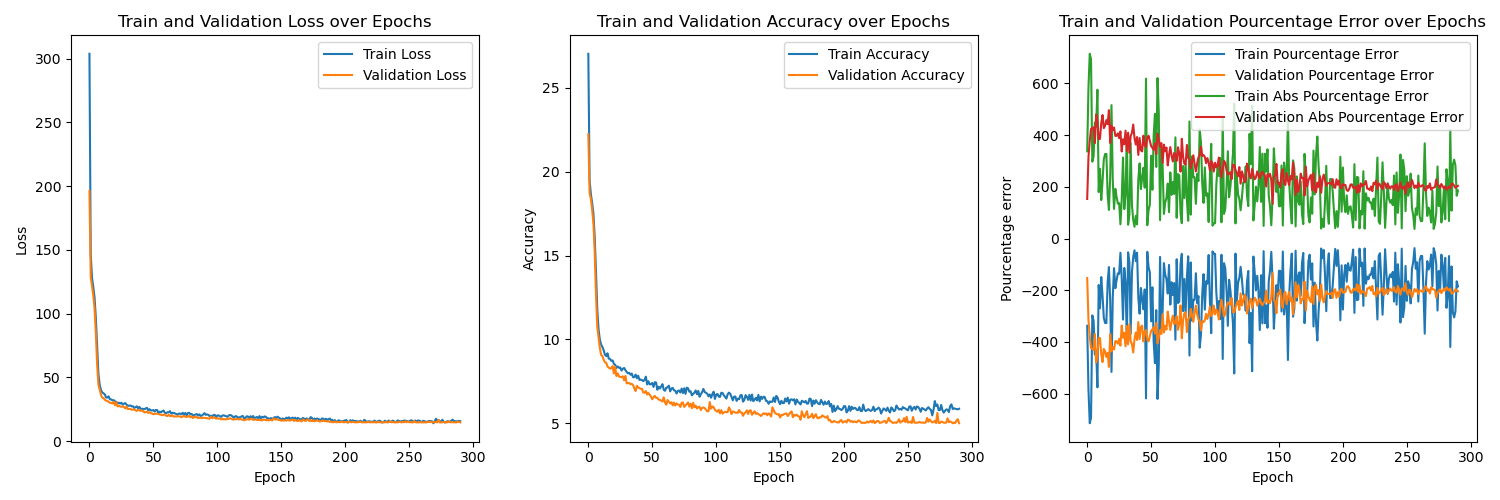 Train and Validation Loss over Epochs
Train Loss
Validation Loss
300
250
200
150
100
50
0
Loss
0 50 100 150 200 250 300
Epoch
Train and Validation Accuracy over Epochs
Train Accuracy
Validation Accuracy
25
20
15
10
5
Accuracy
0 50 100 150 200 250 300
Epoch
Train and Validation Pourcentage Error over Epochs
Train Pourcentage Error
Validation Pourcentage Error
Train Abs Pourcentage Error
Validation Abs Pourcentage Error
600
400
200
0
−200
−400
−600
Pourcentage error
0 50 100 150 200 250 300
Epoch